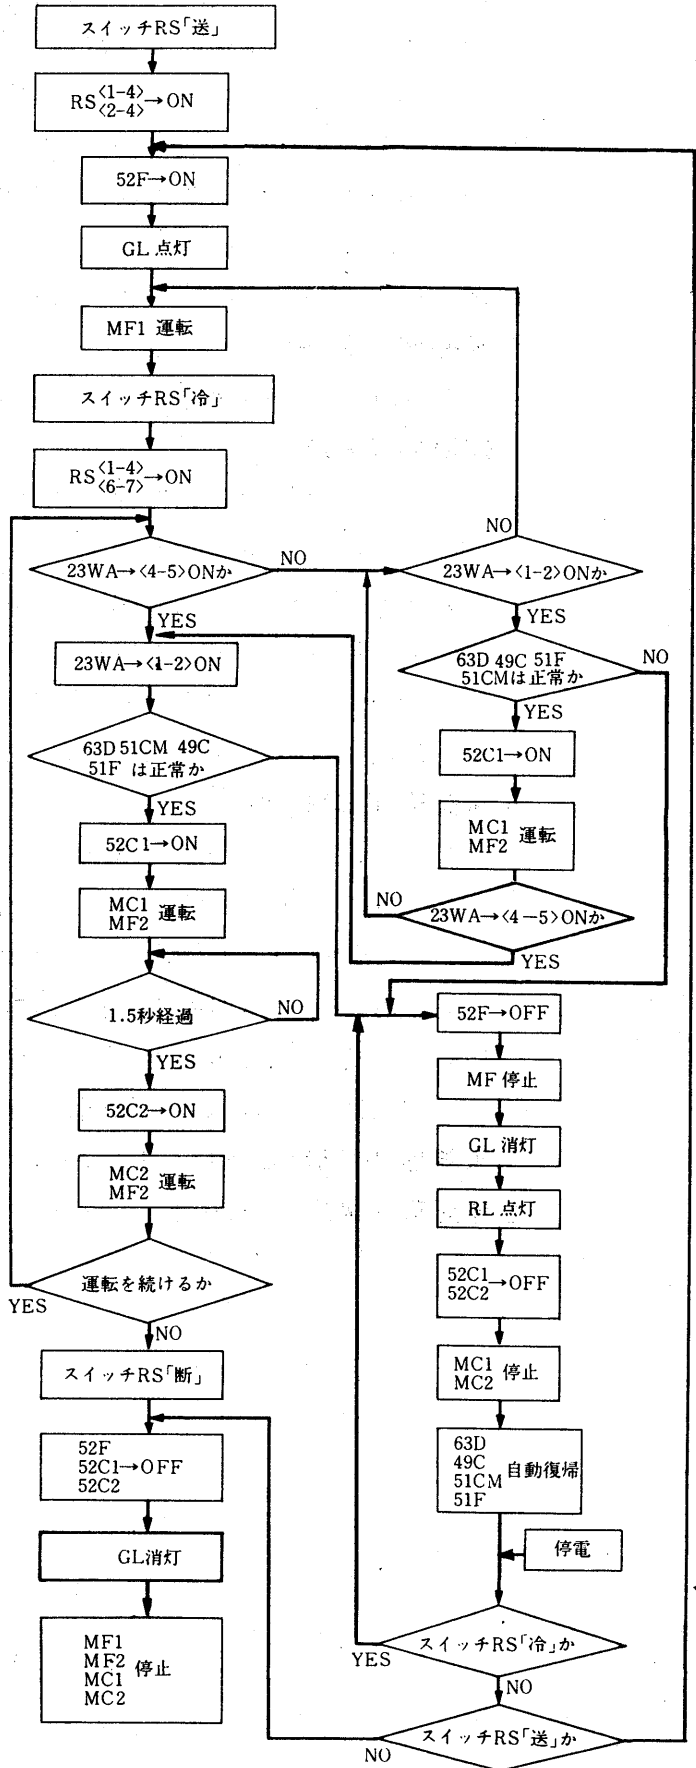 スイッチRS「送」
RS<1-4>→ON
<2-4>
52F→ON
GL 点灯
MF1 運転
スイッチRS「冷」
RS<1-4>→ON
<6-7>
23WA→<4-5>ONか
NO
YES
23WA→<1-2>ON
63D 51CM 49C
51F は正常か
YES
52C1→ON
MC1
MF2 運転
1.5秒経過
NO
YES
52C2→ON
MC2
MF2 運転
運転を続けるか
YES
NO
スイッチRS「断」
52F
52C1→OFF
52C2
GL消灯
MF1
MF2
MC1
MC2
停止
NO
23WA→<1-2>ONか
YES
63D 49C 51F
51CMは正常か
NO
YES
52C1→ON
MC1
MF2 運転
NO
23WA→<4-5>ONか
YES
52F→OFF
MF 停止
GL 消灯
RL 点灯
52C1
52C2→OFF
MC1
MC2 停止
63D
49C
51CM
51F
自動復帰
停電
スイッチRS「冷」か
YES
NO
スイッチRS「送」か
NO